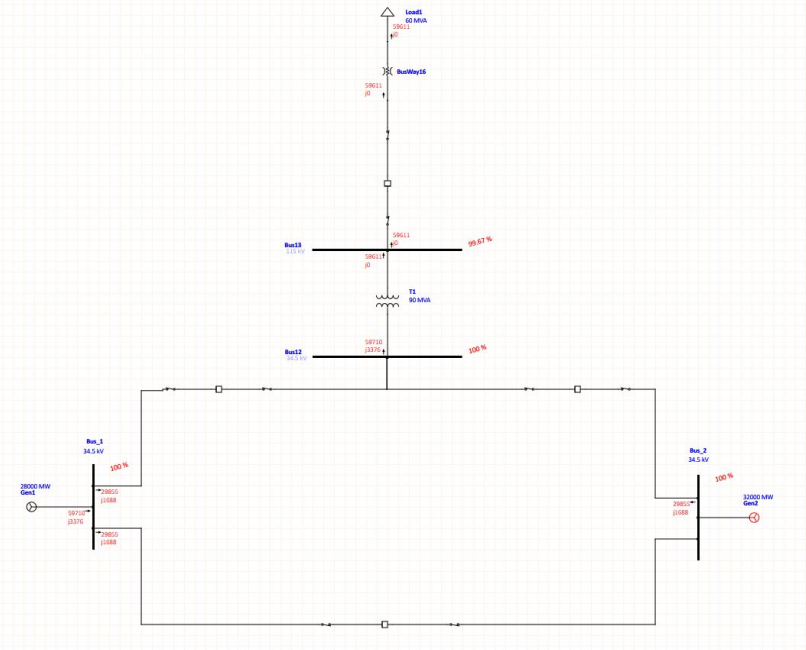 Load1
60 MVA
59611
j0
BusWay16
59611
j0
59611
j0
99.67 %
Bus13
59611
j0
T1
90 MVA
59710
j3376
100 %
Bus12
34.5 kV
Bus_1
34.5 kV
100 %
28000 MW
Gen1
29855
j1688
59710
j3376
29855
j1688
Bus_2
34.5 kV
100 %
32000 MW
Gen2
29855
j1688